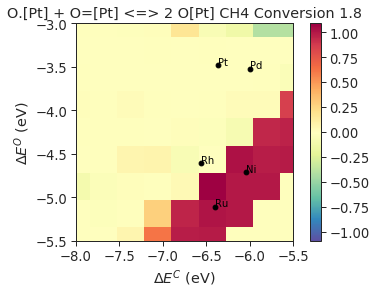 O.[Pt] + O=[Pt] <=> 2 O[Pt] CH4 Conversion 1.8
−3.0
−3.5
−4.0
−4.5
−5.0
−5.5
ΔE^O (eV)
Pt
Pd
Rh
Ni
Ru
−8.0
−7.5
−7.0
−6.5
−6.0
−5.5
ΔE^C (eV)
1.00
0.75
0.50
0.25
0.00
−0.25
−0.50
−0.75
−1.00